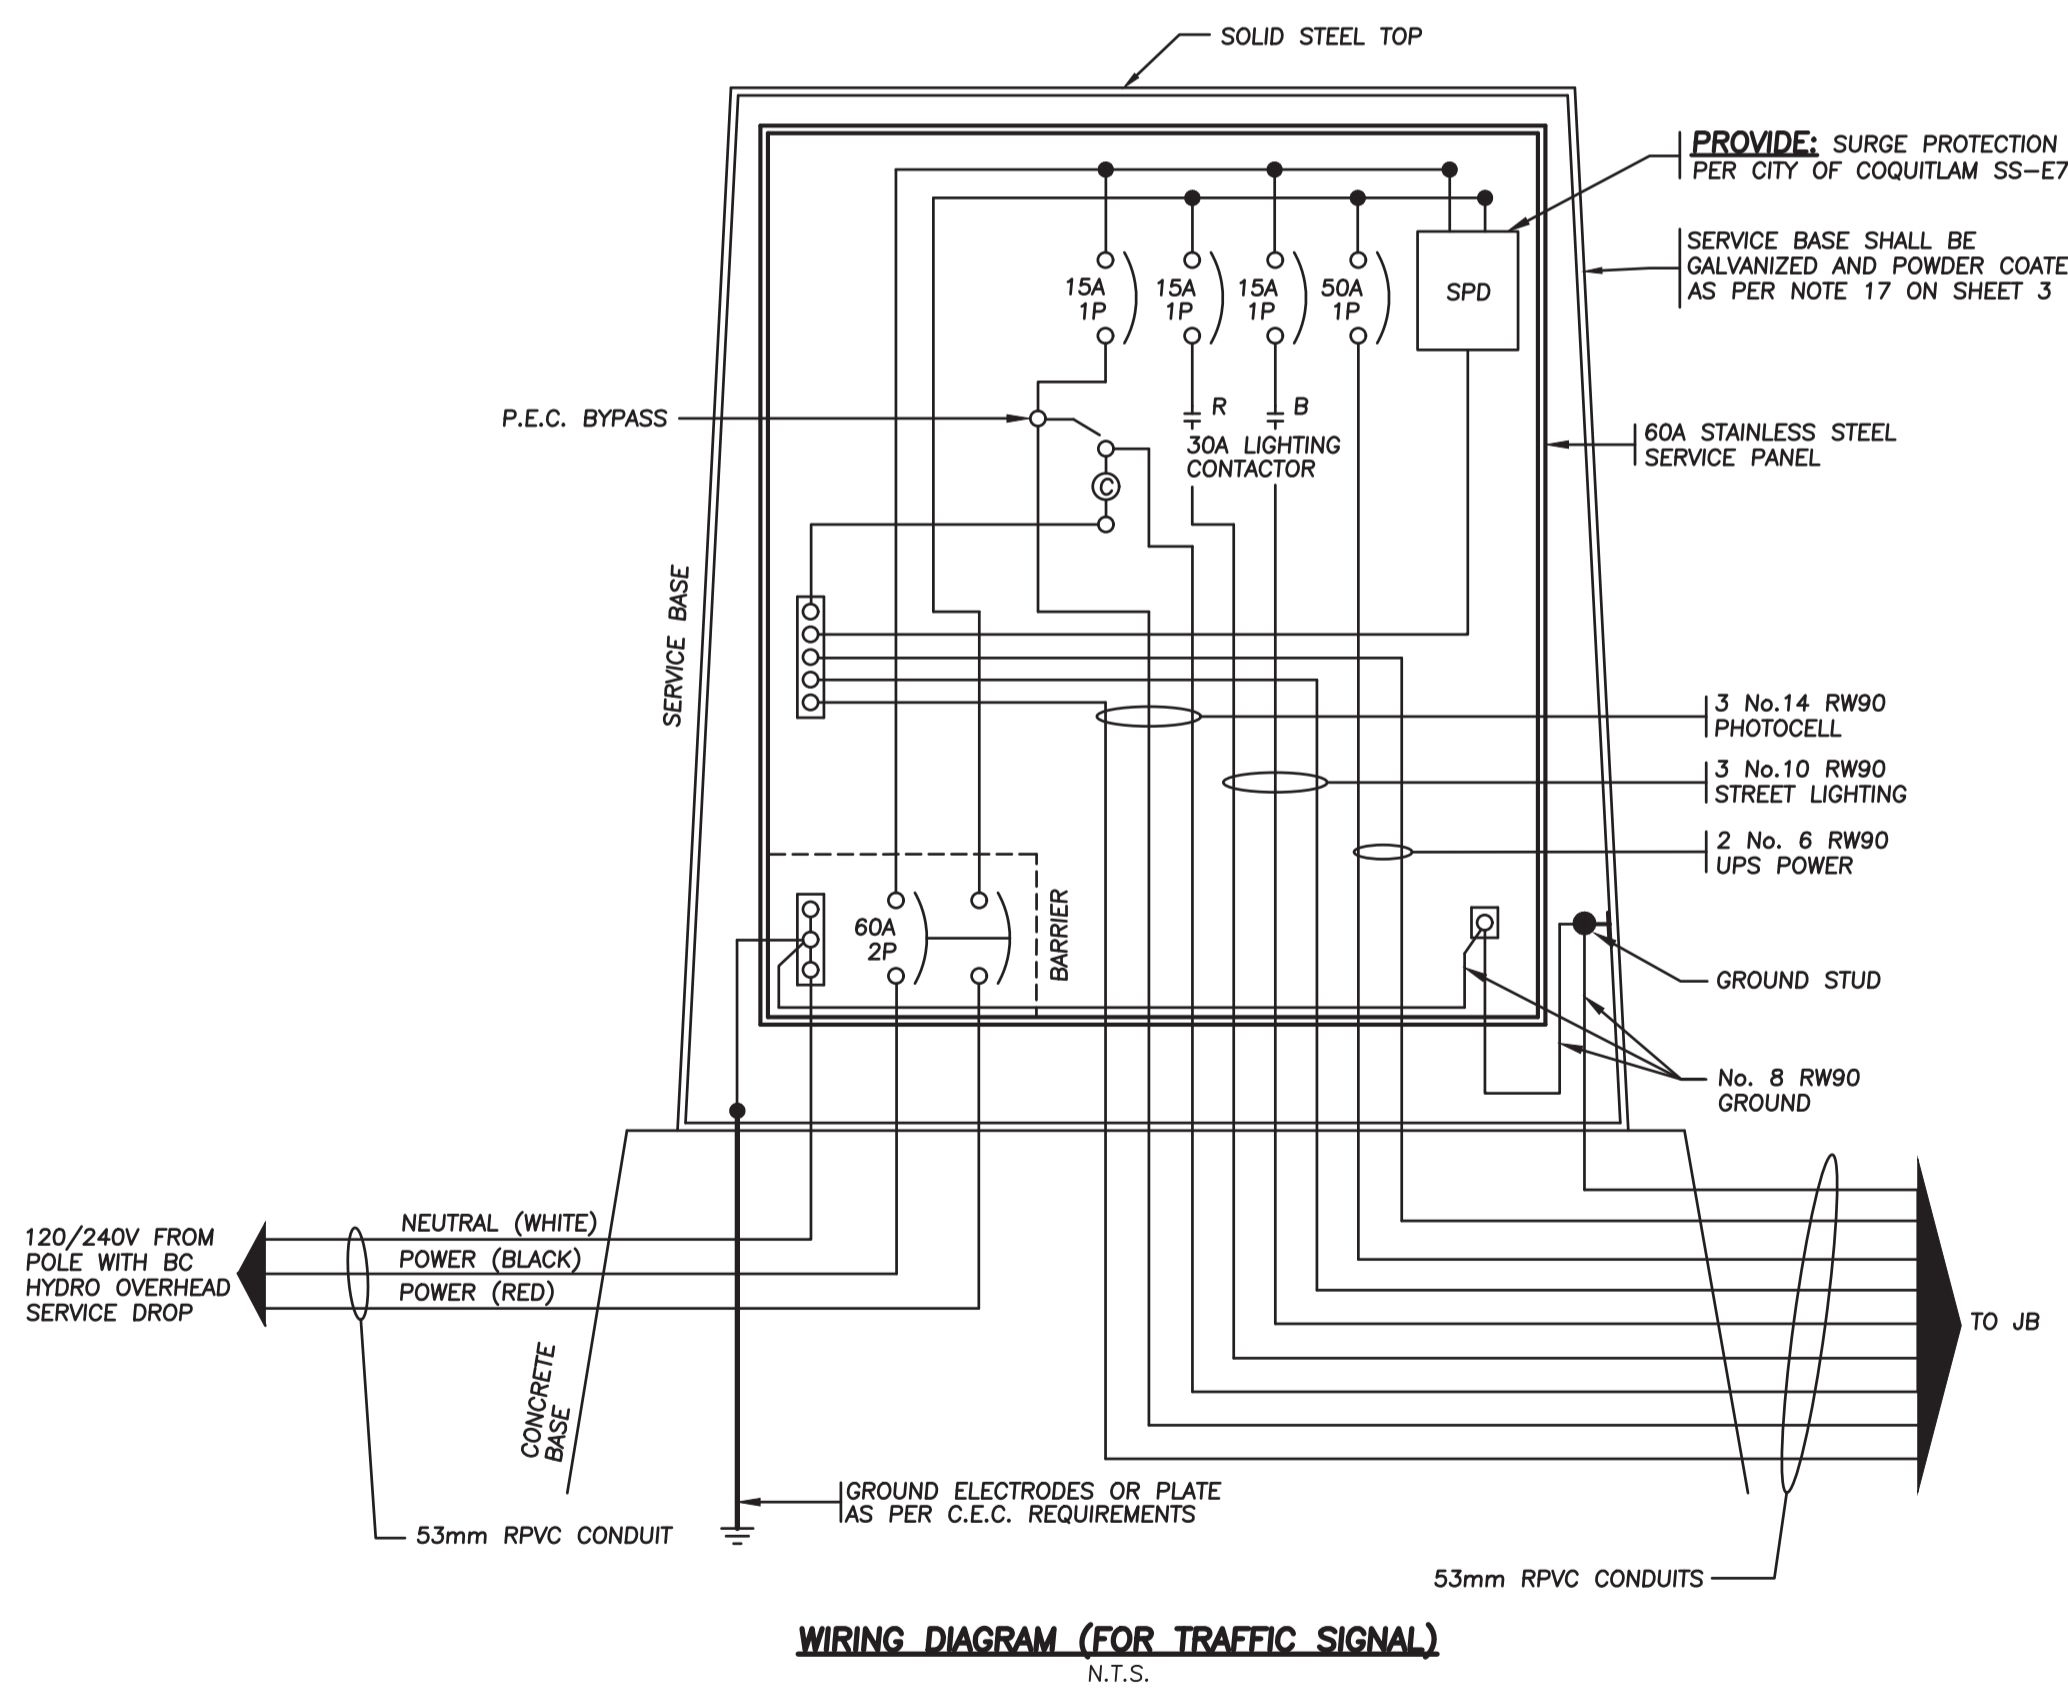 SOLID STEEL TOP
PROVIDE: SURGE PROTECTION
PER CITY OF COQUITLAM SS-E7
SERVICE BASE SHALL BE
GALVANIZED AND POWDER COATE
AS PER NOTE 17 ON SHEET 3
15A
1P
15A
1P
15A
1P
50A
1P
SPD
P.E.C. BYPASS
R
B
30A LIGHTING
CONTACTOR
C
60A STAINLESS STEEL
SERVICE PANEL
SERVICE BASE
3 No.14 RW90
PHOTOCELL
3 No.10 RW90
STREET LIGHTING
2 No. 6 RW90
UPS POWER
60A
2P
BARRIER
GROUND STUD
No. 8 RW90
GROUND
120/240V FROM
POLE WITH BC
HYDRO OVERHEAD
SERVICE DROP
NEUTRAL (WHITE)
POWER (BLACK)
POWER (RED)
CONCRETE
BASE
TO JB
GROUND ELECTRODES OR PLATE
AS PER C.E.C. REQUIREMENTS
53mm RPVC CONDUIT
53mm RPVC CONDUITS
WIRING DIAGRAM (FOR TRAFFIC SIGNAL)
N.T.S.